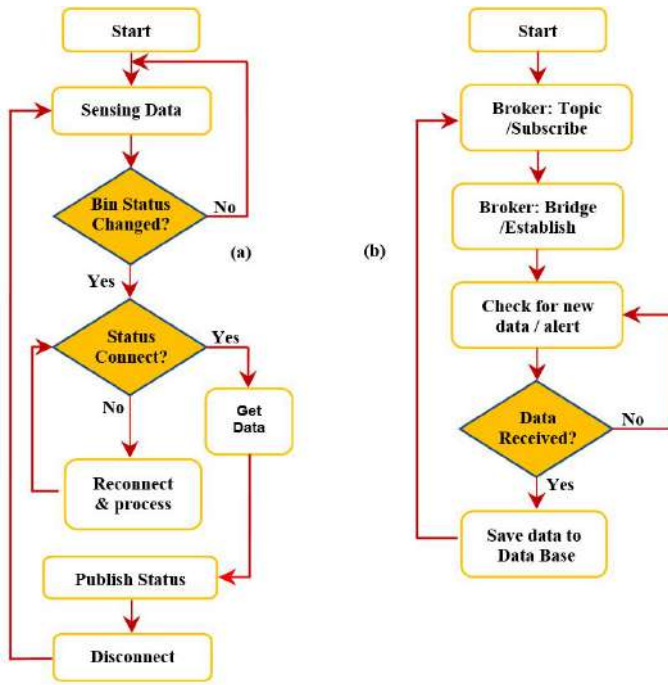 Start
Sensing Data
Bin Status
Changed?
No
(a)
Yes
Status
Connect?
Yes
No
Get
Data
Reconnect
& process
Publish Status
Disconnect
Start
Broker: Topic
/Subscribe
Broker: Bridge
/Establish
(b)
Check for new
data / alert
Data
Received?
No
Yes
Save data to
Data Base